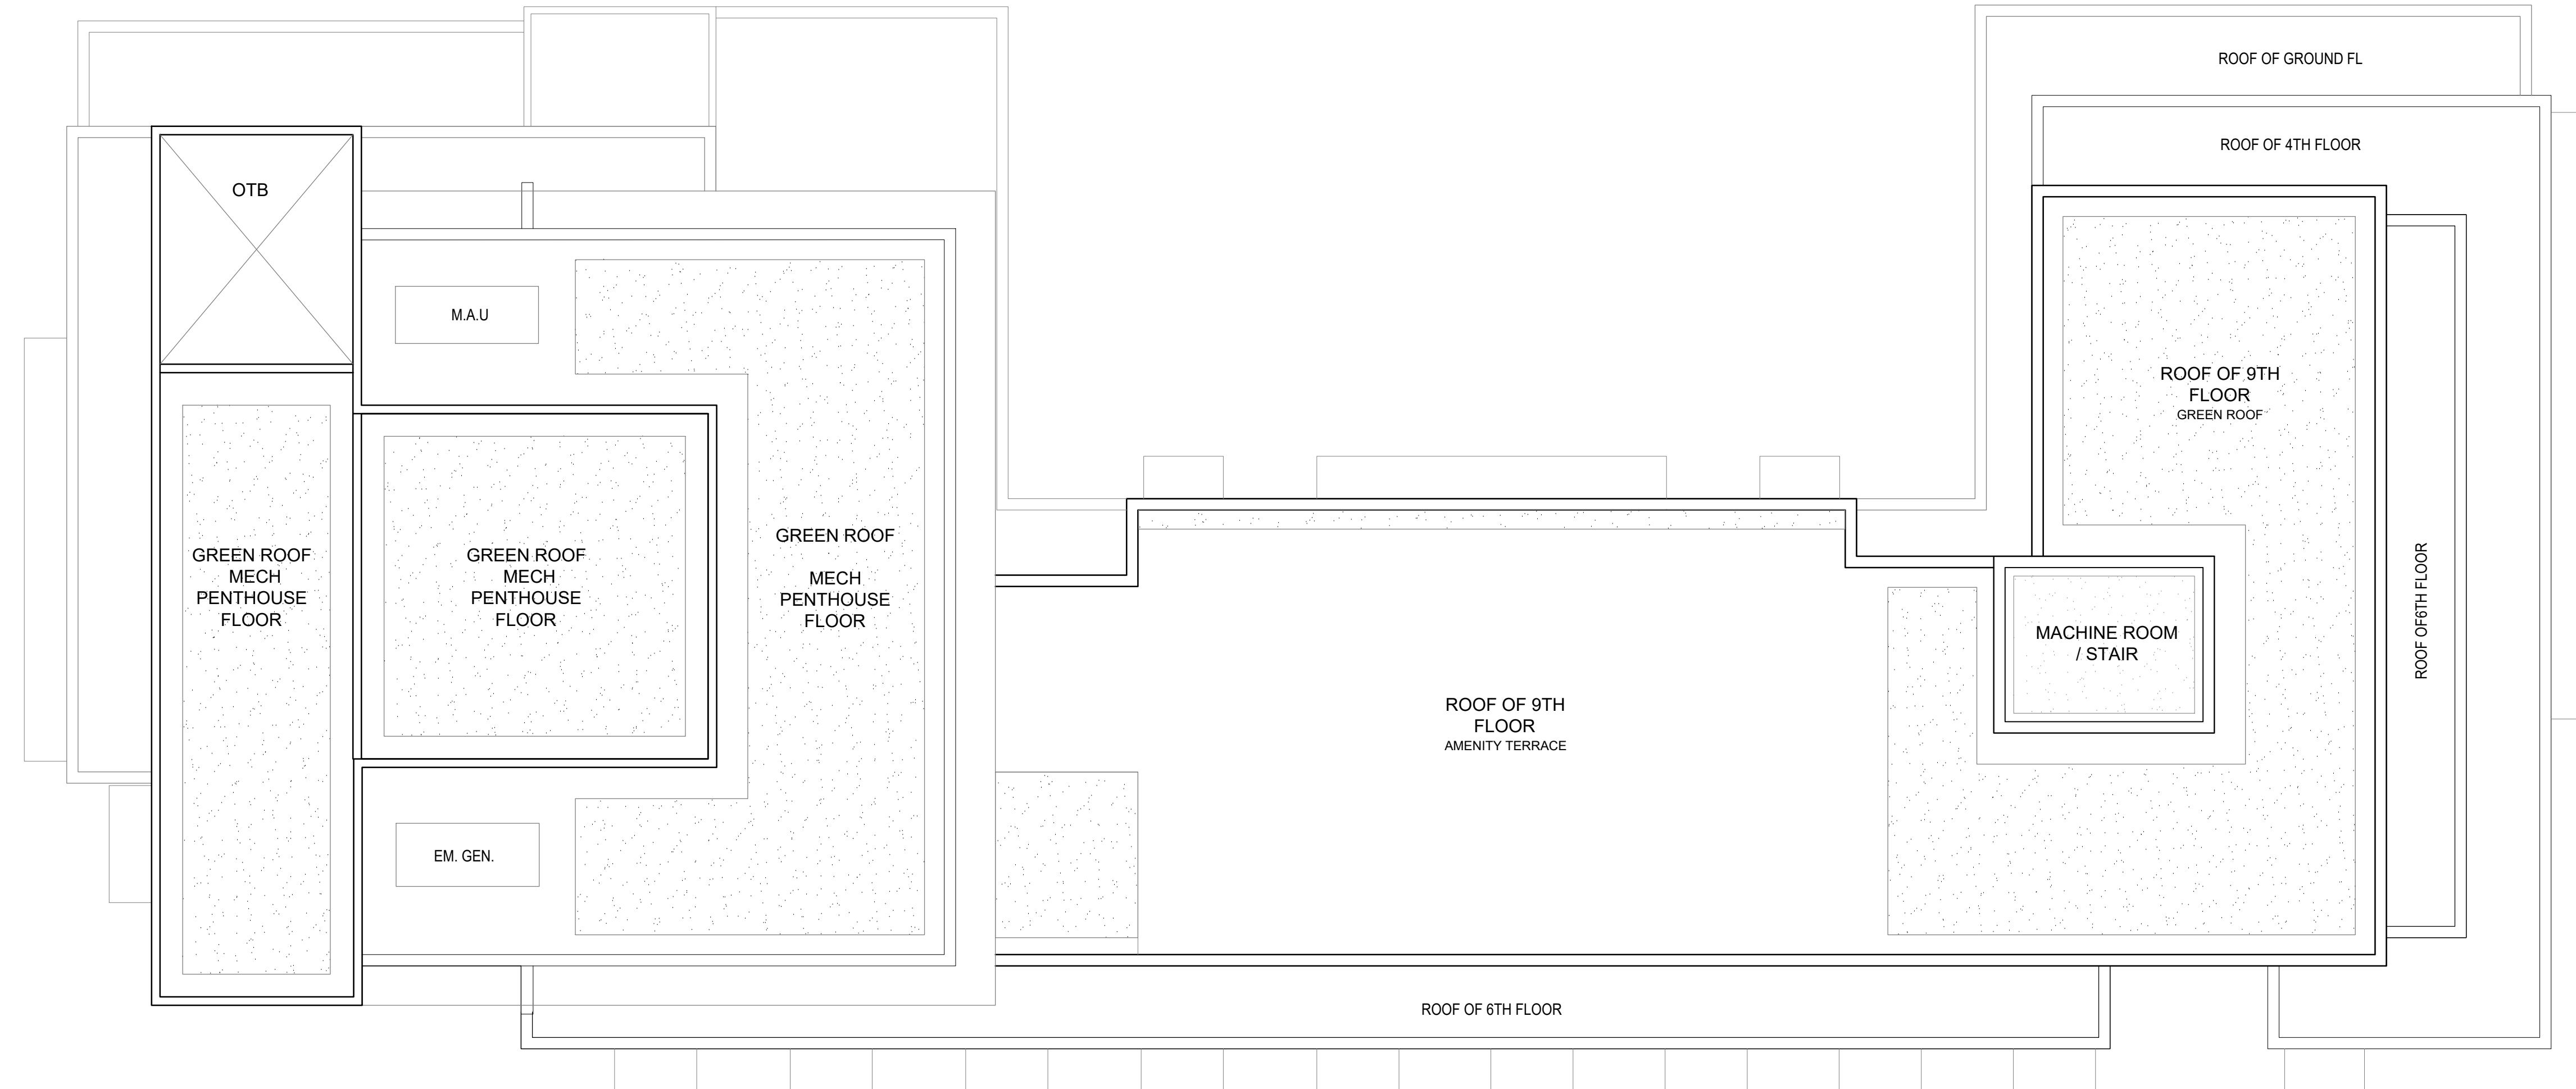 ROOF OF GROUND FL
ROOF OF 4TH FLOOR
OTB
M.A.U
ROOF OF 9TH
FLOOR
GREEN ROOF
GREEN ROOF
MECH
PENTHOUSE
FLOOR
GREEN ROOF
MECH
PENTHOUSE
FLOOR
GREEN ROOF
MECH
PENTHOUSE
FLOOR
ROOF OF6TH FLOOR
MACHINE ROOM
/ STAIR
ROOF OF 9TH
FLOOR
AMENITY TERRACE
EM. GEN.
ROOF OF 6TH FLOOR